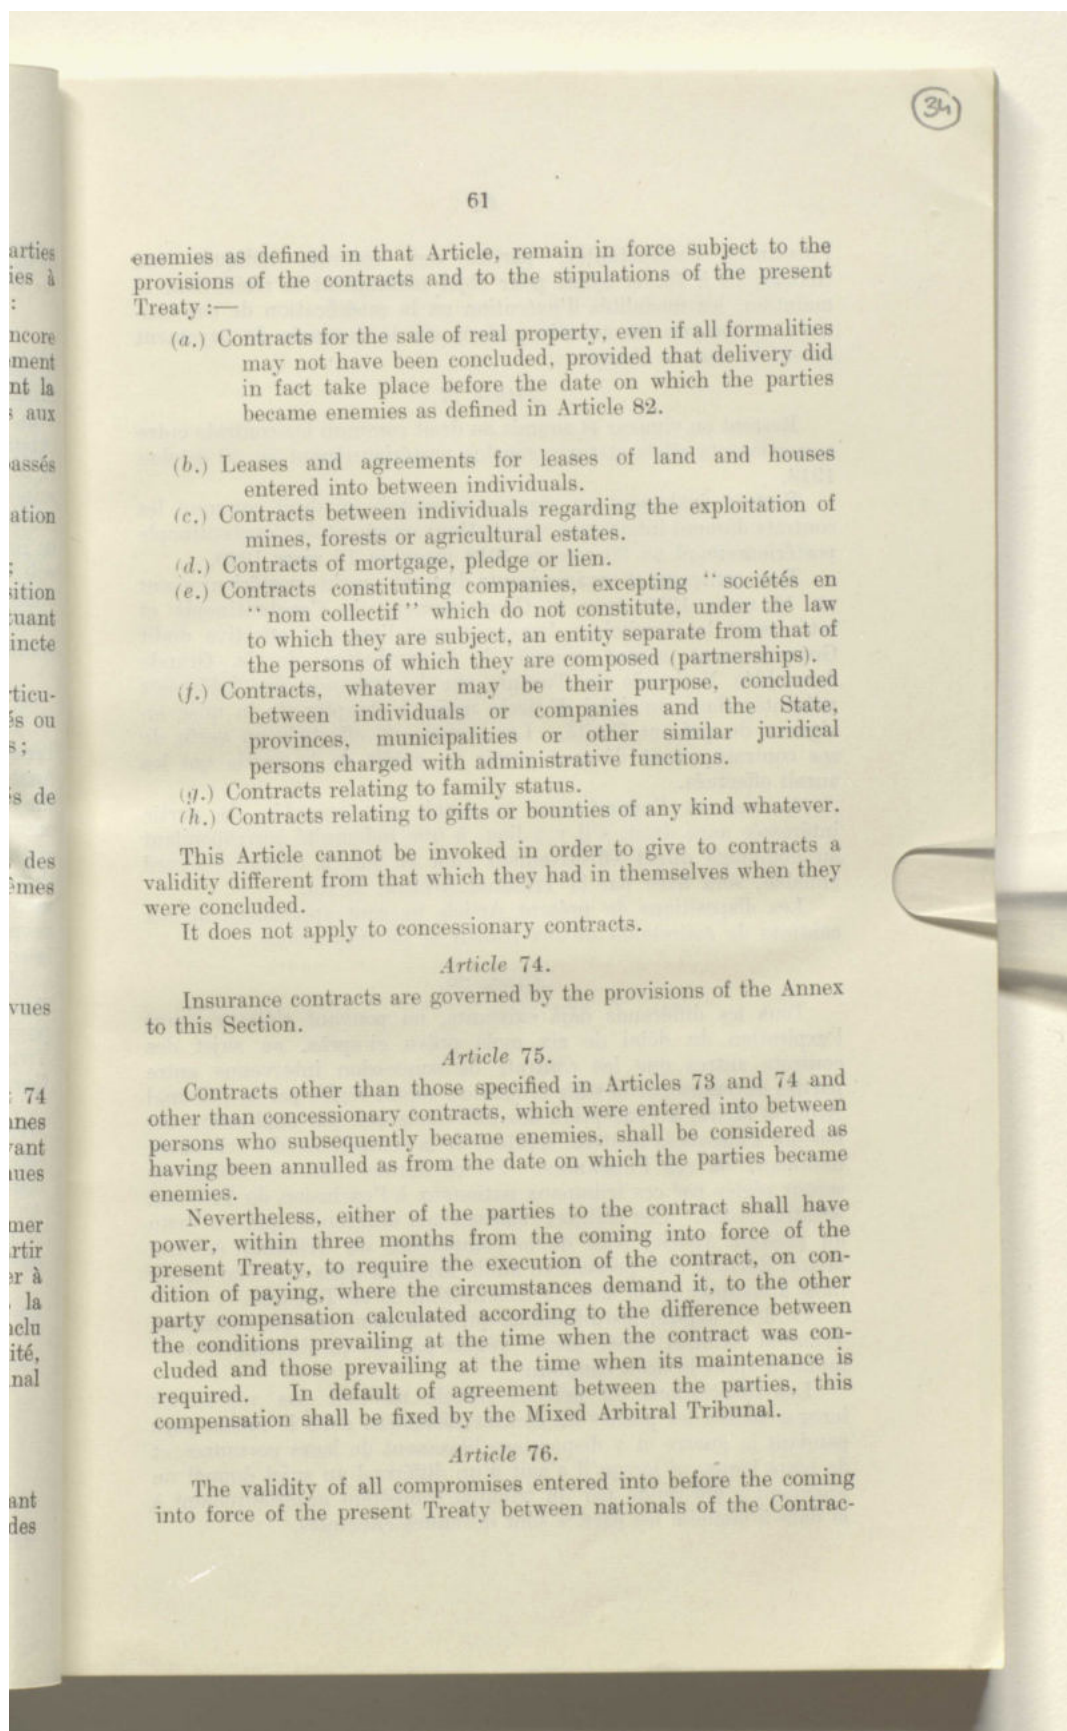 34
61
enemies as defined in that Article, remain in force subject to the
provisions of the contracts and to the stipulations of the present
Treaty :—
(a.) Contracts for the sale of real property, even if all formalities
may not have been concluded, provided that delivery did
in fact take place before the date on which the parties
became enemies as defined in Article 82.
(b.) Leases and agreements for leases of land and houses
entered into between individuals.
(c.) Contracts between individuals regarding the exploitation of
mines, forests or agricultural estates.
(d.) Contracts of mortgage, pledge or lien.
(e.) Contracts constituting companies, excepting “ sociétés en
“ nom collectif ” which do not constitute, under the law
to which they are subject, an entity separate from that of
the persons of which they are composed (partnerships).
(f.) Contracts, whatever may be their purpose, concluded
between individuals or companies and the State,
provinces, municipalities or other similar juridical
persons charged with administrative functions.
(g.) Contracts relating to family status.
(h.) Contracts relating to gifts or bounties of any kind whatever.
This Article cannot be invoked in order to give to contracts a
validity different from that which they had in themselves when they
were concluded.
It does not apply to concessionary contracts.
Article 74.
Insurance contracts are governed by the provisions of the Annex
to this Section.
Article 75.
Contracts other than those specified in Articles 73 and 74 and
other than concessionary contracts, which were entered into between
persons who subsequently became enemies, shall be considered as
having been annulled as from the date on which the parties became
enemies.
Nevertheless, either of the parties to the contract shall have
power, within three months from the coming into force of the
present Treaty, to require the execution of the contract, on con-
dition of paying, where the circumstances demand it, to the other
party compensation calculated according to the difference between
the conditions prevailing at the time when the contract was con-
cluded and those prevailing at the time when its maintenance is
required. In default of agreement between the parties, this
compensation shall be fixed by the Mixed Arbitral Tribunal.
Article 76.
The validity of all compromises entered into before the coming
into force of the present Treaty between nationals of the Contrac-